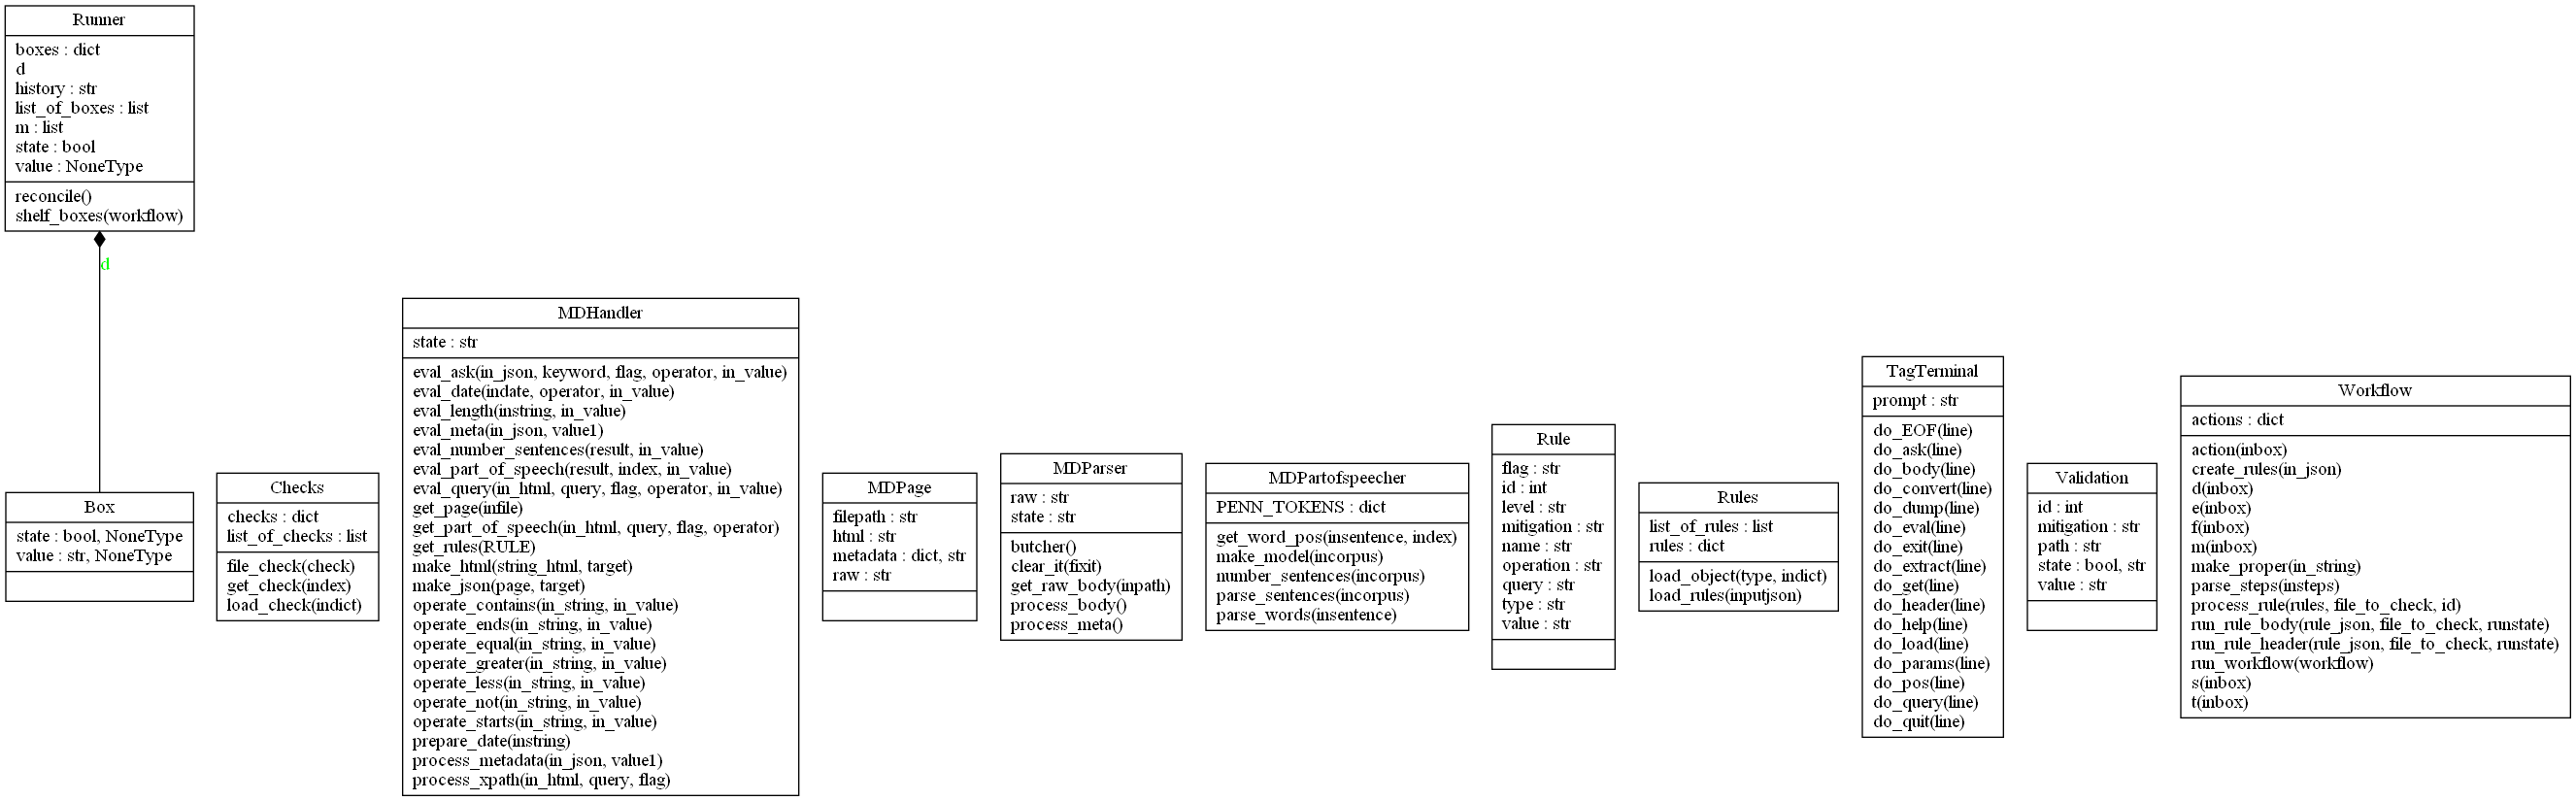 Runner
boxes : dict
d
history : str
list_of_boxes : list
m : list
state : bool
value : NoneType
reconcile()
shelf_boxes(workflow)
d
Box
state : bool, NoneType
value : str, NoneType
Checks
checks : dict
list_of_checks : list
file_check(check)
get_check(index)
load_check(indict)
MDHandler
state : str
eval_ask(in_json, keyword, flag, operator, in_value)
eval_date(indate, operator, in_value)
eval_length(instring, in_value)
eval_meta(in_json, value1)
eval_number_sentences(result, in_value)
eval_part_of_speech(result, index, in_value)
eval_query(in_html, query, flag, operator, in_value)
get_page(infile)
get_part_of_speech(in_html, query, flag, operator)
get_rules(RULE)
make_html(string_html, target)
make_json(page, target)
operate_contains(in_string, in_value)
operate_ends(in_string, in_value)
operate_equal(in_string, in_value)
operate_greater(in_string, in_value)
operate_less(in_string, in_value)
operate_not(in_string, in_value)
operate_starts(in_string, in_value)
prepare_date(instring)
process_metadata(in_json, value1)
process_xpath(in_html, query, flag)
MDPage
filepath : str
html : str
metadata : dict, str
raw : str
MDParser
raw : str
state : str
butcher()
clear_it(fixit)
get_raw_body(inpath)
process_body()
process_meta()
MDPartofspeecher
PENN_TOKENS : dict
get_word_pos(insentence, index)
make_model(incorpus)
number_sentences(incorpus)
parse_sentences(incorpus)
parse_words(insentence)
Rule
flag : str
id : int
level : str
mitigation : str
name : str
operation : str
query : str
type : str
value : str
Rules
list_of_rules : list
rules : dict
load_object(type, indict)
load_rules(inputjson)
TagTerminal
prompt : str
do_EOF(line)
do_ask(line)
do_body(line)
do_convert(line)
do_dump(line)
do_eval(line)
do_exit(line)
do_extract(line)
do_get(line)
do_header(line)
do_help(line)
do_load(line)
do_params(line)
do_pos(line)
do_query(line)
do_quit(line)
Validation
id : int
mitigation : str
path : str
state : bool, str
value : str
Workflow
actions : dict
action(inbox)
create_rules(in_json)
d(inbox)
e(inbox)
f(inbox)
m(inbox)
make_proper(in_string)
parse_steps(insteps)
process_rule(rules, file_to_check, id)
run_rule_body(rule_json, file_to_check, runstate)
run_rule_header(rule_json, file_to_check, runstate)
run_workflow(workflow)
s(inbox)
t(inbox)